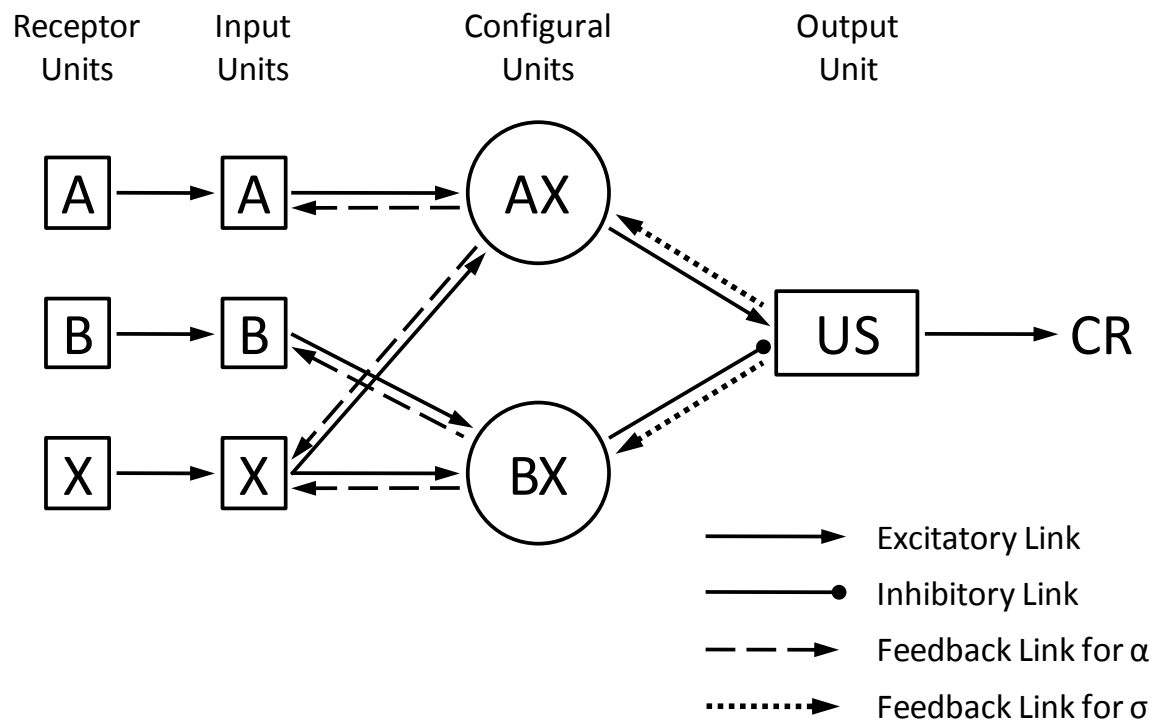 Receptor
Units
Input
Units
Configural
Units
Output
Unit
A
A
AX
B
B
US
CR
X
X
BX
Excitatory Link
Inhibitory Link
Feedback Link for α
Feedback Link for σ